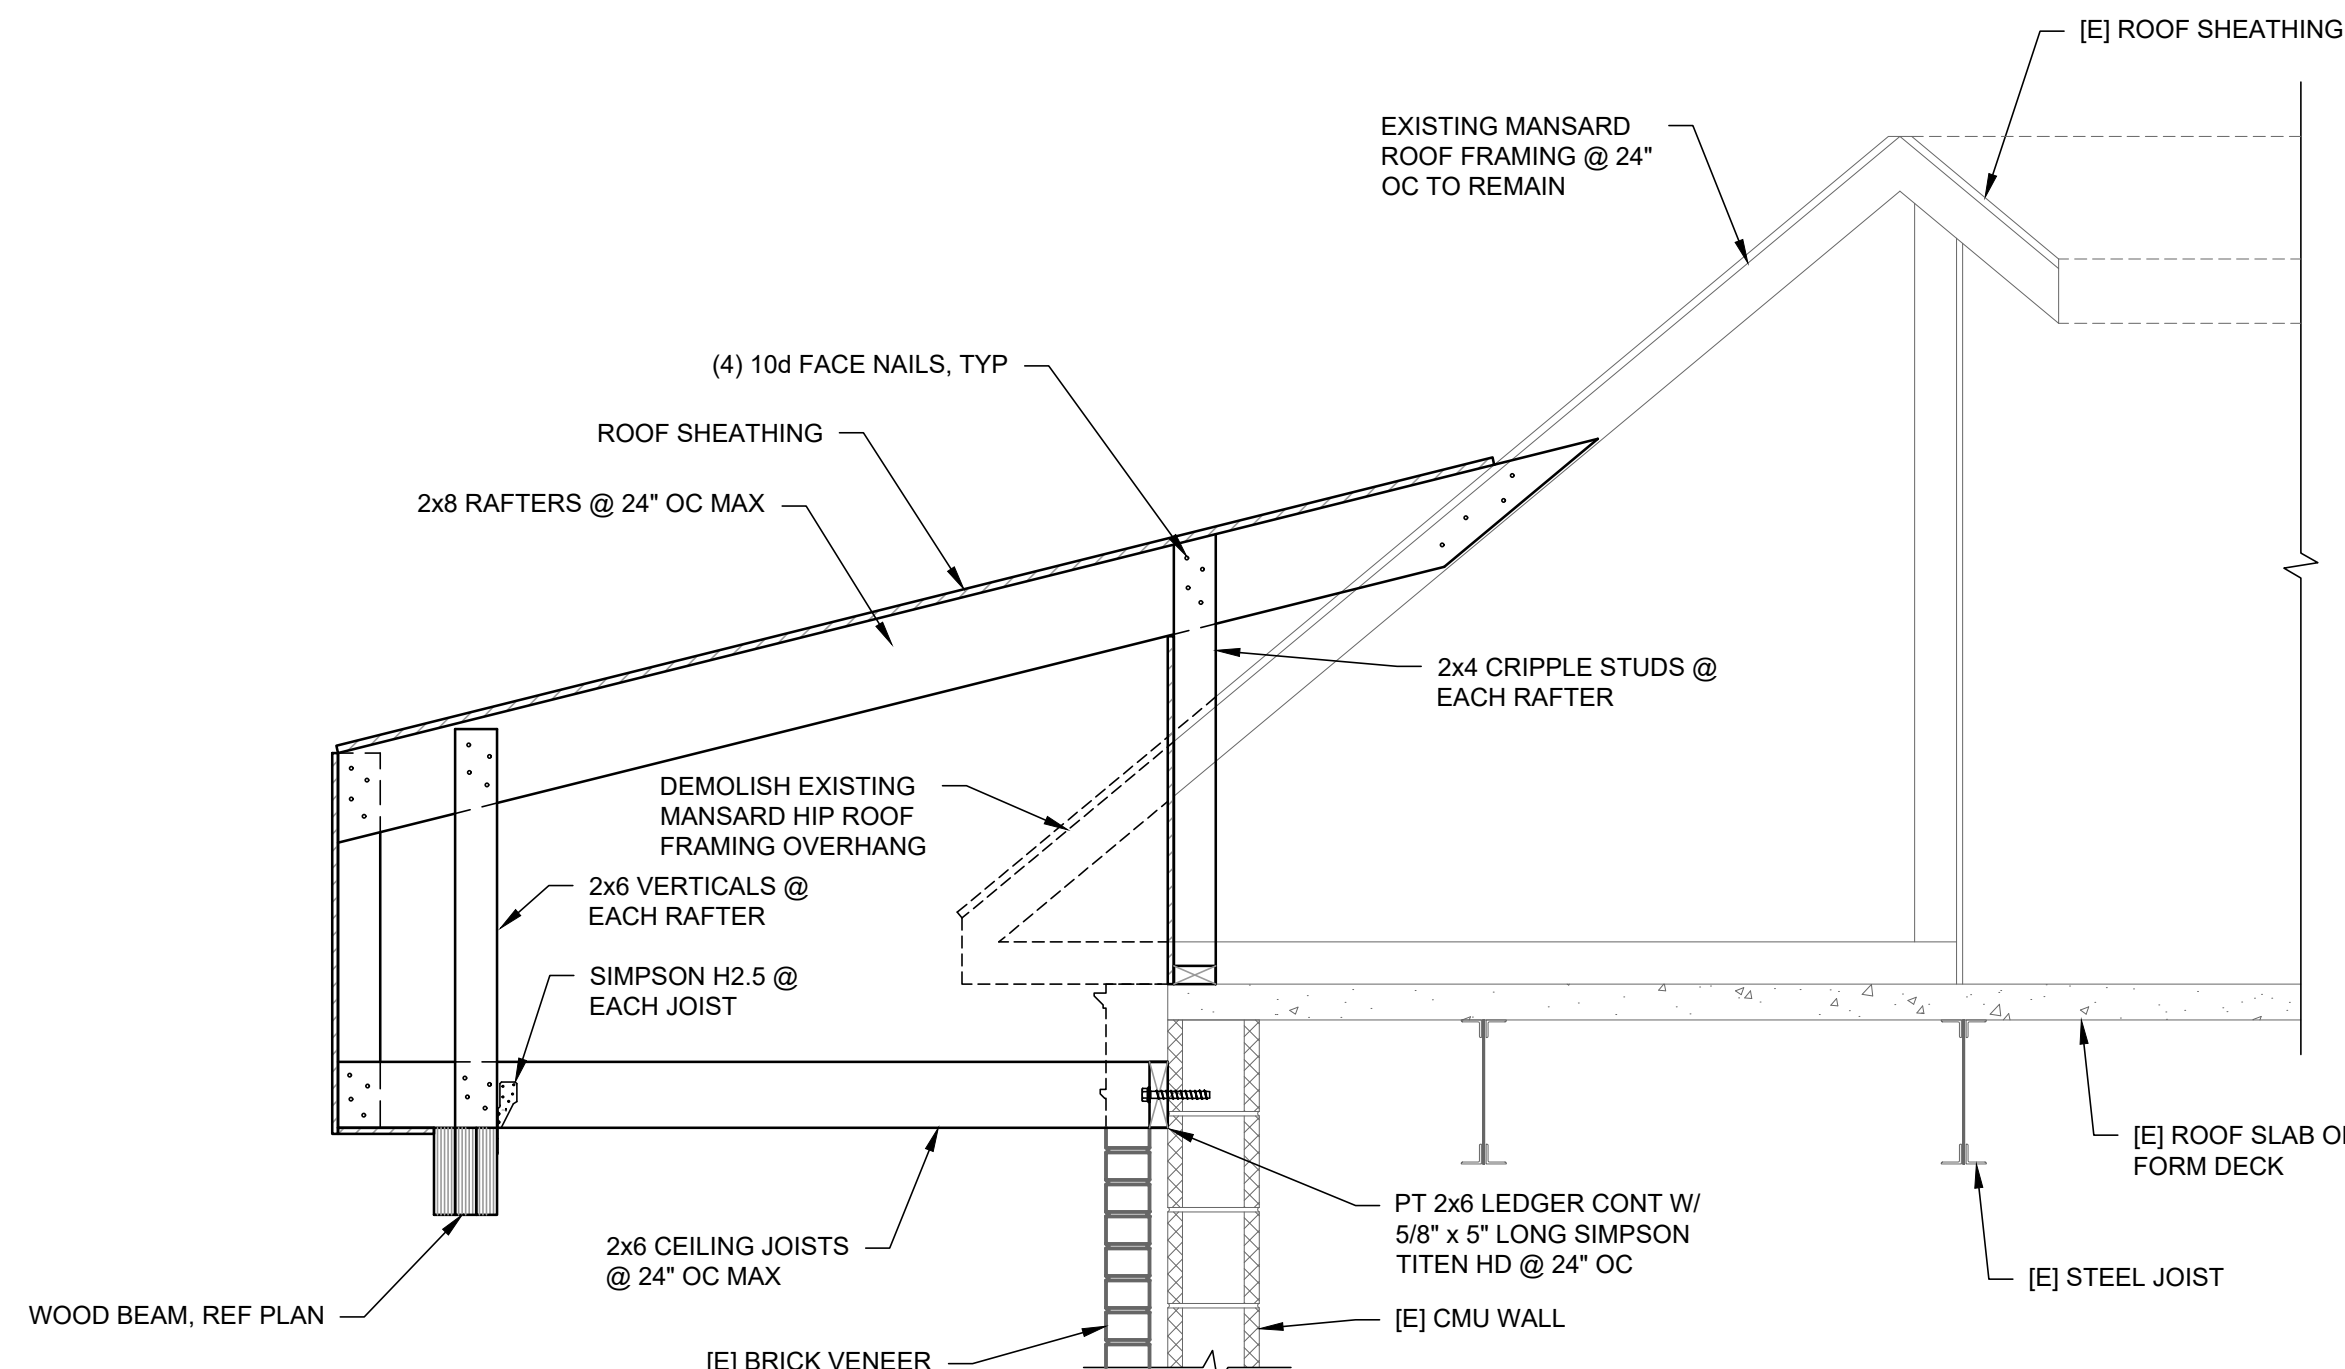 [E] ROOF SHEATHING
EXISTING MANSARD
ROOF FRAMING @ 24"
OC TO REMAIN
(4) 10d FACE NAILS, TYP
ROOF SHEATHING
2x8 RAFTERS @ 24" OC MAX
2x4 CRIPPLE STUDS @
EACH RAFTER
DEMOLISH EXISTING
MANSARD HIP ROOF
FRAMING OVERHANG
2x6 VERTICALS @
EACH RAFTER
SIMPSON H2.5 @
EACH JOIST
[E] ROOF SLAB
FORM DECK
PT 2x6 LEDGER CONT W/
5/8" x 5" LONG SIMPSON
TITEN HD @ 24" OC
2x6 CEILING JOISTS
@ 24" OC MAX
[E] STEEL JOIST
WOOD BEAM, REF PLAN
[E] CMU WALL
[E] BRICK VENEER